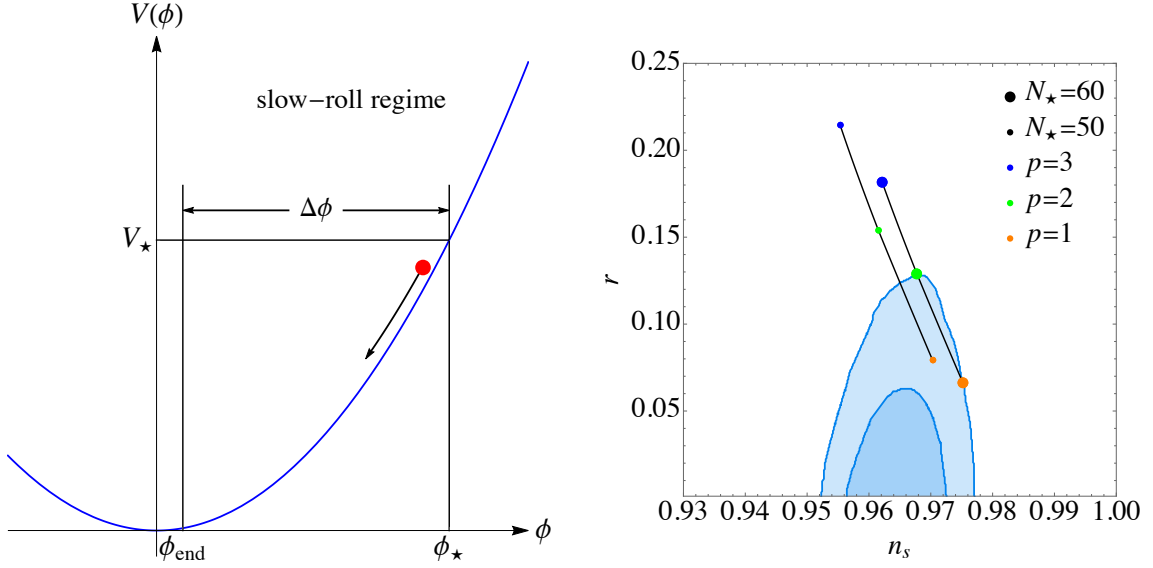 V(ϕ)
slow−roll regime
Δϕ
V⋆
ϕend
ϕ⋆
ϕ
0.25
0.20
0.15
0.10
0.05
r
N⋆=60
N⋆=50
p=3
p=2
p=1
0.93 0.94 0.95 0.96 0.97 0.98 0.99 1.00
ns